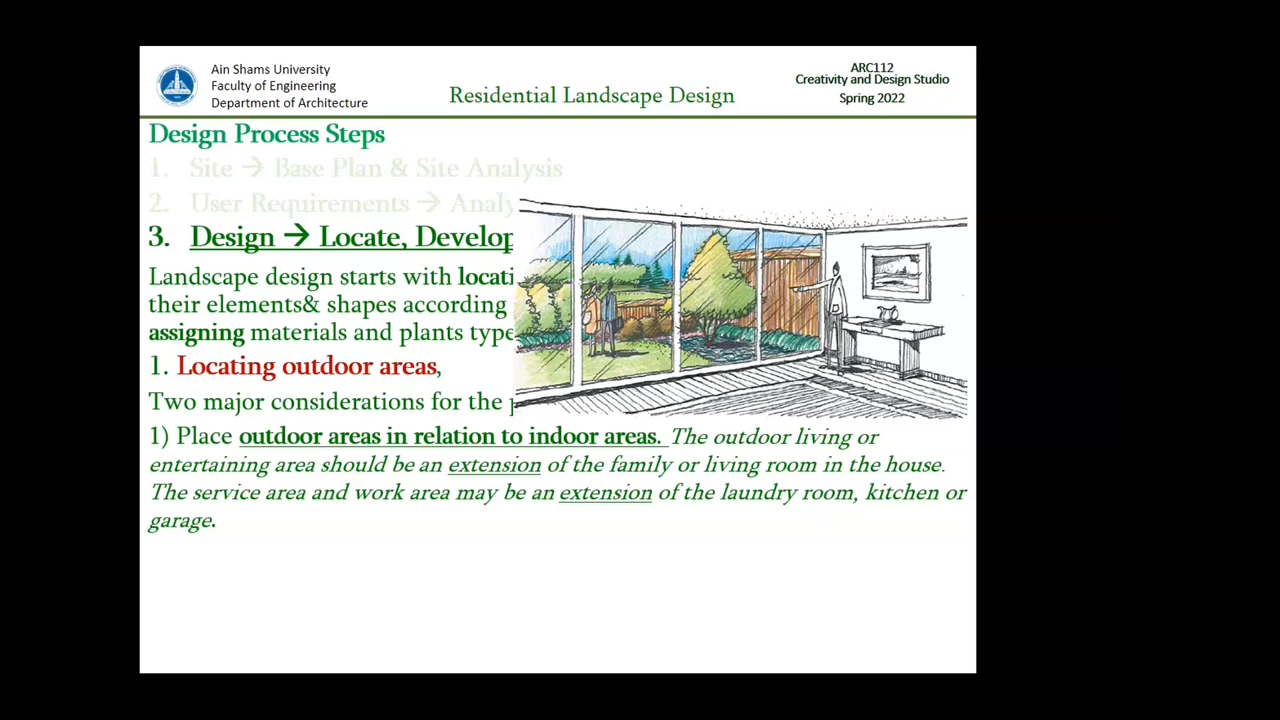 Ain Shams University
Faculty of Engineering
Department of Architecture
Residential Landscape Design
ARC112
Creativity and Design Studio
Spring 2022
Design Process Steps
1. Site → Base Plan & Site Analysis
2. User Requirements → Analy
3. Design → Locate, Develop
Landscape design starts with locati
their elements& shapes according
assigning materials and plants type
1. Locating outdoor areas,
Two major considerations for the p
1) Place outdoor areas in relation to indoor areas. The outdoor living or
entertaining area should be an extension of the family or living room in the house.
The service area and work area may be an extension of the laundry room, kitchen or
garage.